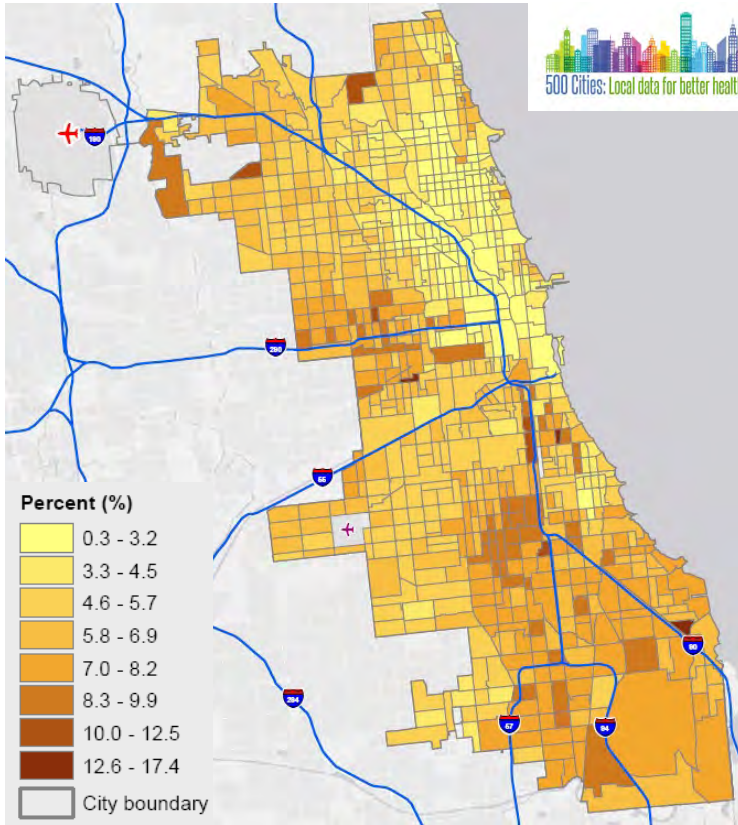 500 Cities: Local data for better healt
190
290
55
Percent (%)
0.3 - 3.2
3.3 - 4.5
4.6 - 5.7
5.8 - 6.9
7.0 - 8.2
8.3 - 9.9
10.0 - 12.5
12.6 - 17.4
City boundary
90
294
57
94